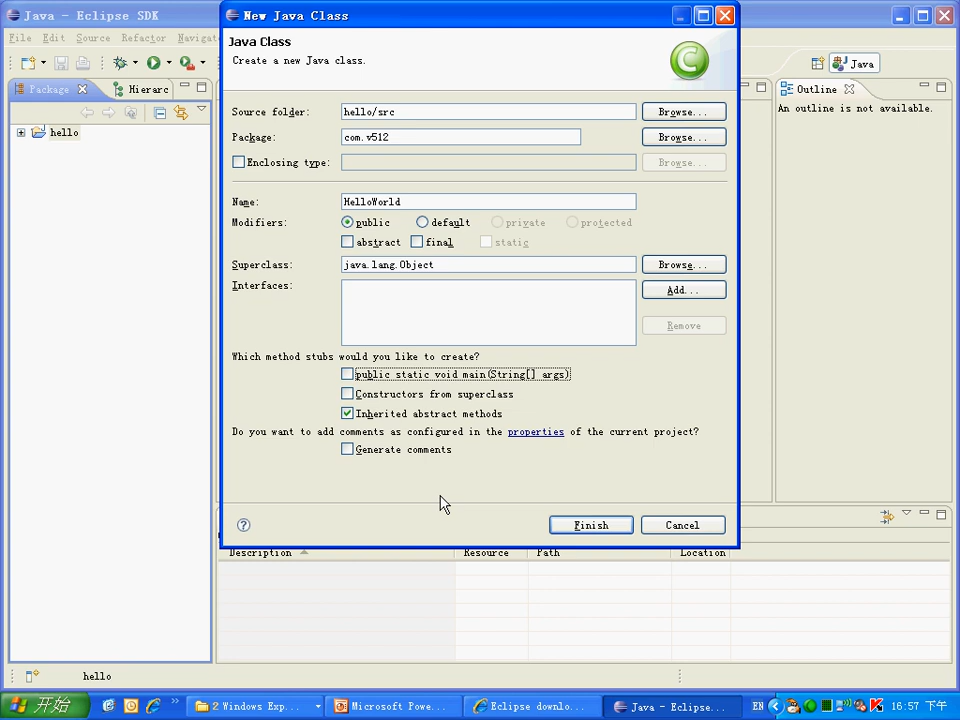 Java - Eclipse SDK
File Edit Source Refactor Navigat
Package
Hierarc
hello
New Java Class
Java Class
Create a new Java class.
Source folder: hello/src Browse...
Package: com.v512 Browse...
Enclosing type: Browse...
Name: HelloWorld
Modifiers: public default private protected
abstract final static
Superclass: java.lang.Object Browse...
Interfaces: Add...
Remove
Which method stubs would you like to create?
public static void main(String[] args)
Constructors from superclass
Inherited abstract methods
Do you want to add comments as configured in the properties of the current project?
Generate comments
Finish Cancel
Java
Outline
An outline is not available.
Description Resource Path Location
hello
开始 2 Windows Exp... Microsoft Powe... Eclipse downlo... Java - Eclipse... EN 16:57 下午